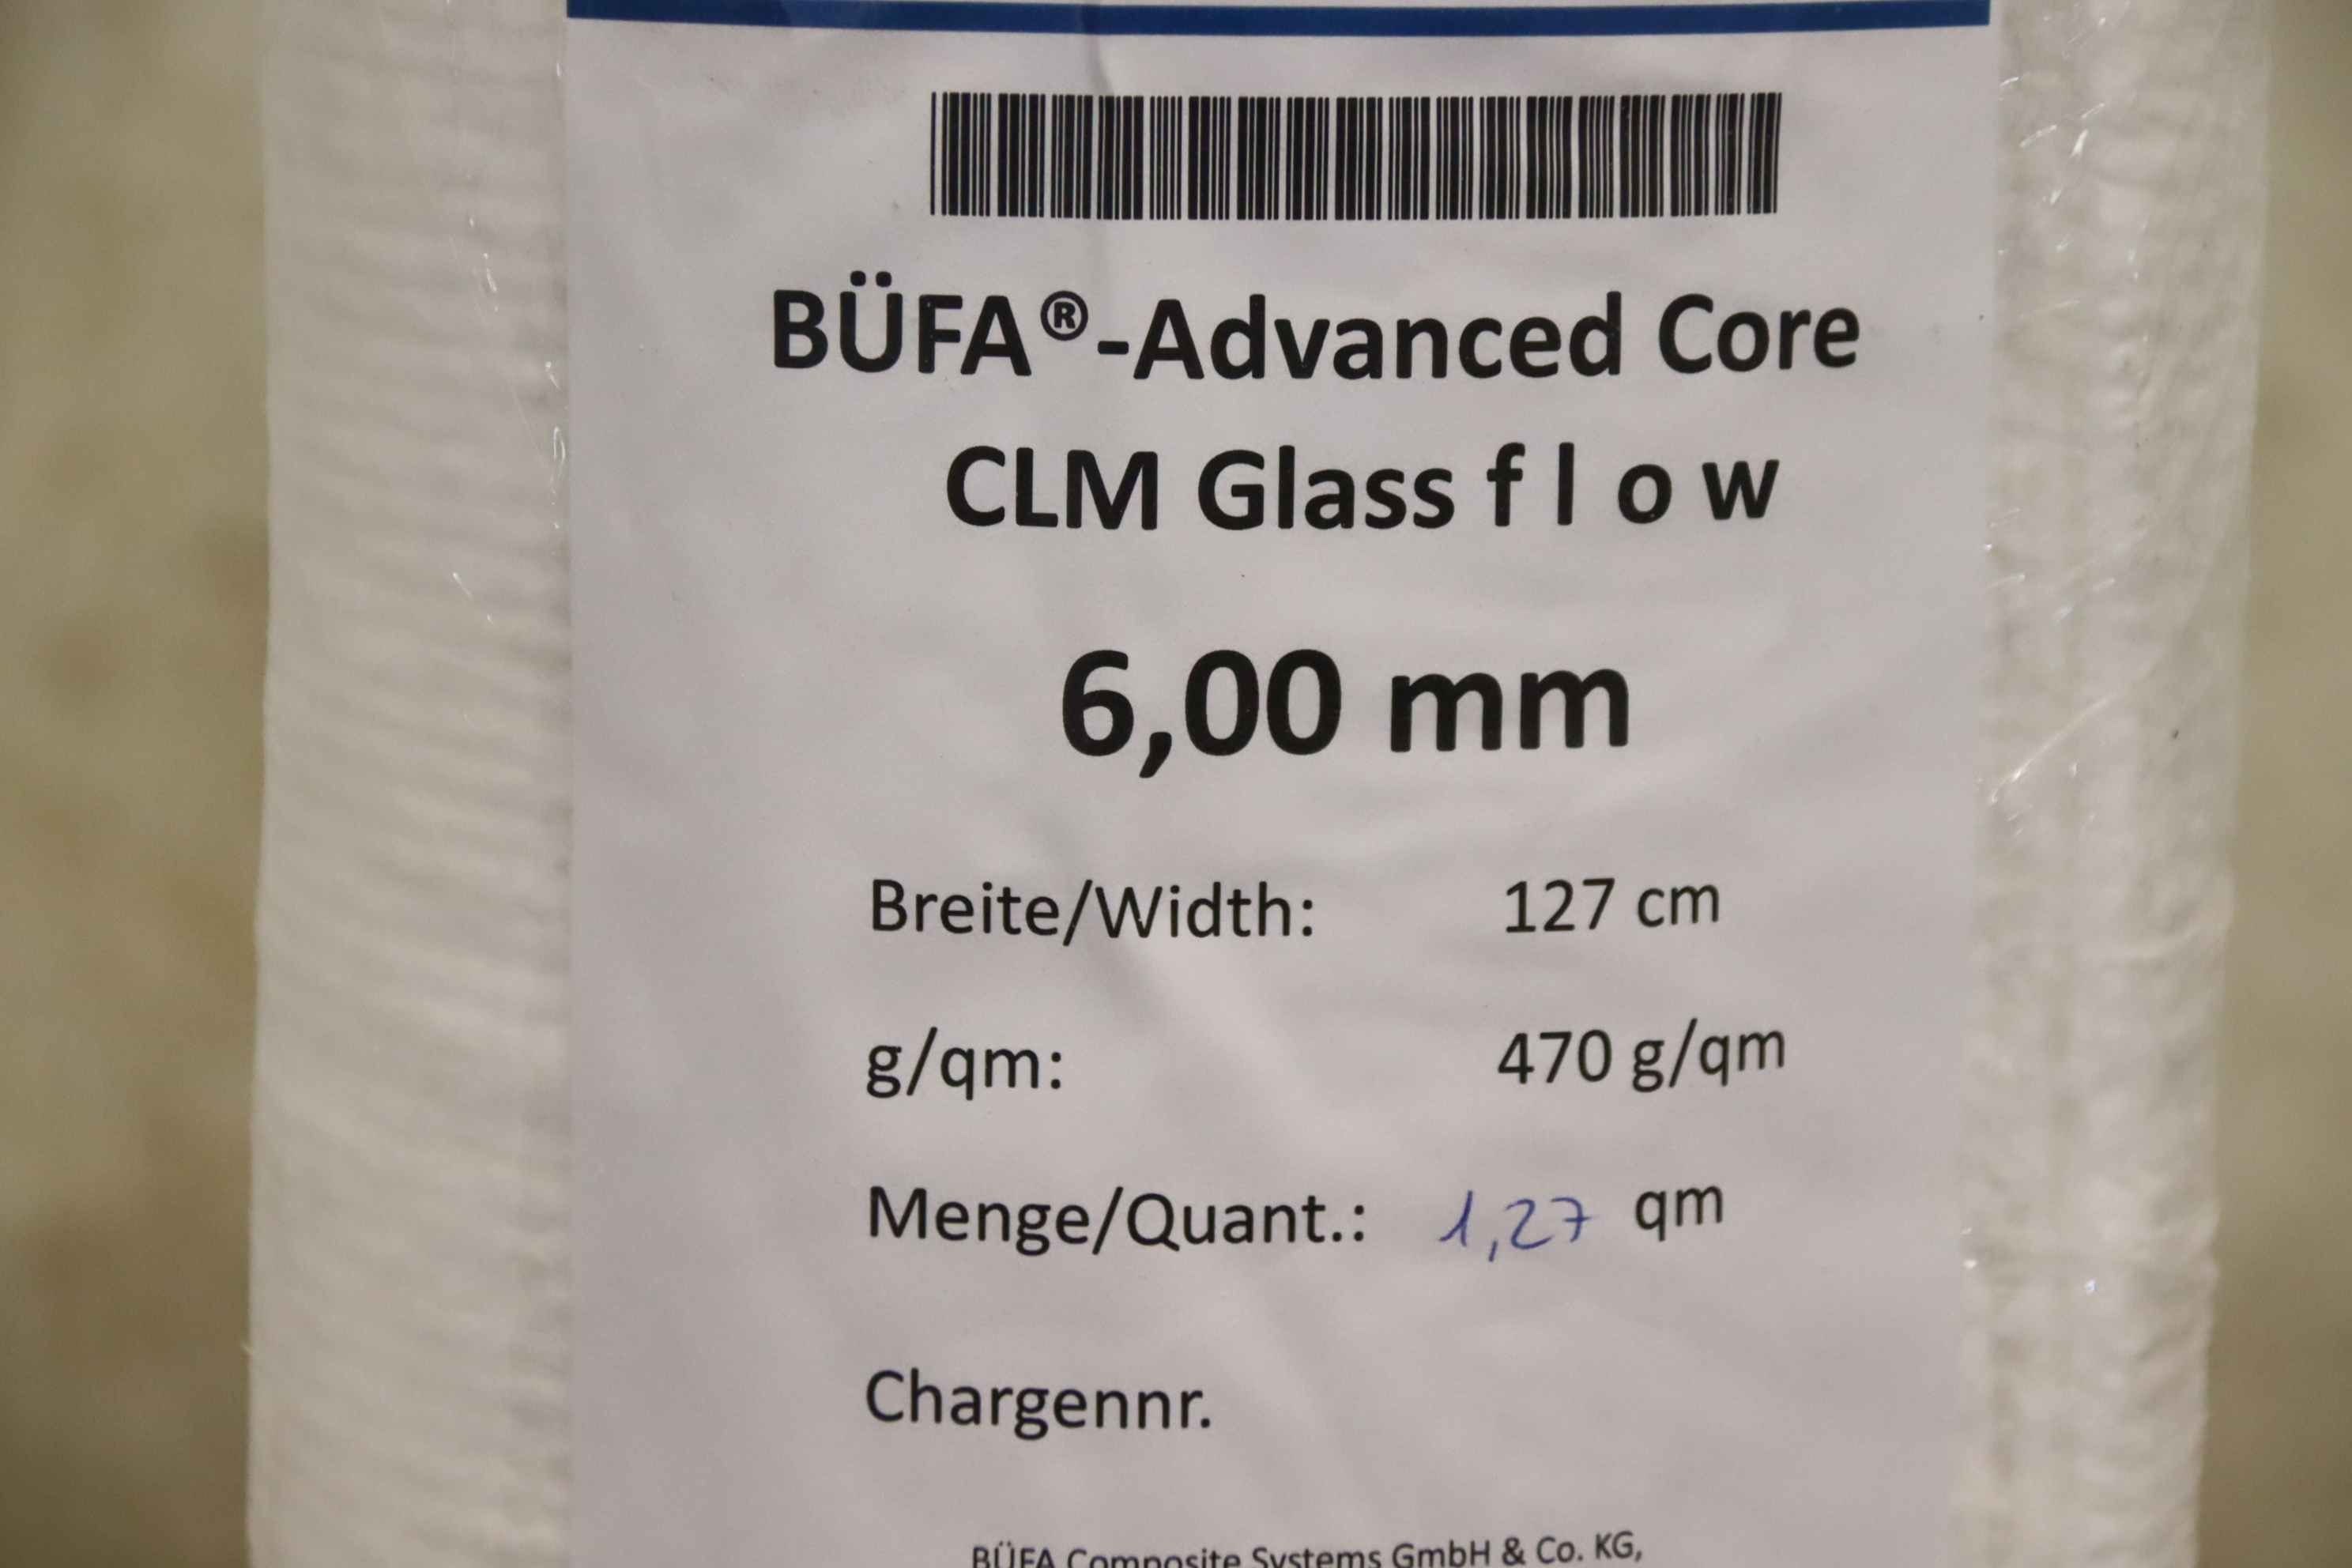 BÜFA®-Advanced Core
CLM Glass f l o w
6,00 mm
Breite/Width: 127 cm
g/qm: 470 g/qm
Menge/Quant.: 1,27 qm
Chargennr.
BÜFA Composite Systems GmbH & Co. KG,